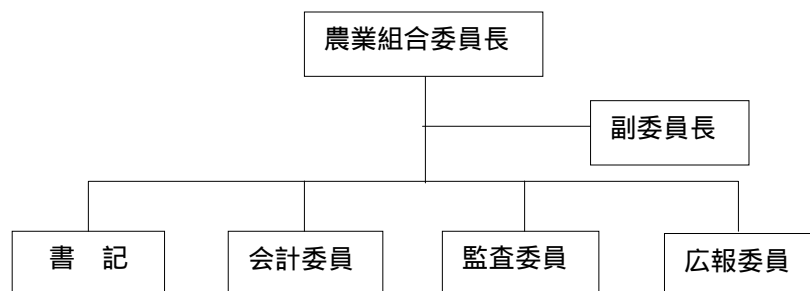 農業組合委員長
副委員長
書　記
会計委員
監査委員
広報委員